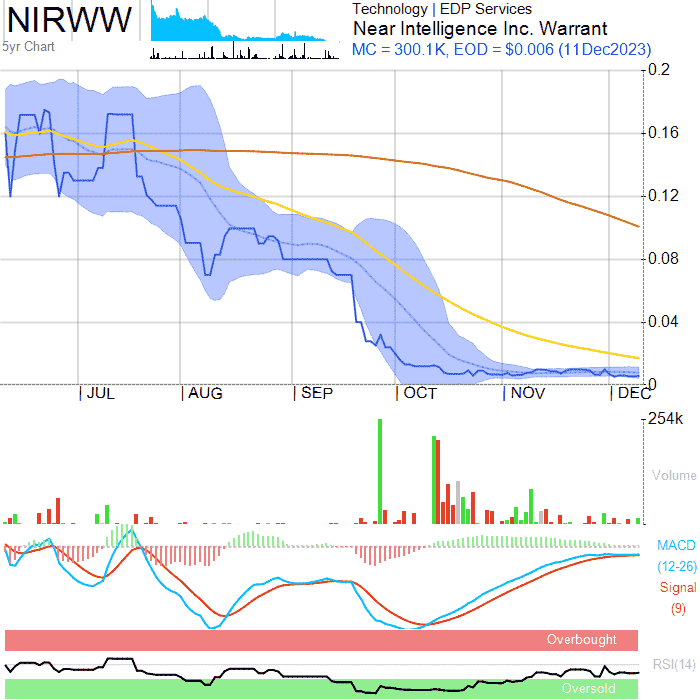 NIRWW
5yr Chart
Technology | EDP Services
Near Intelligence Inc. Warrant
MC = 300.1K, EOD = $0.006 (11Dec2023)
0.2
0.16
0.12
0.08
0.04
0
JUL AUG SEP OCT NOV DEC
254k
Volume
MACD
(12-26)
Signal
(9)
Overbought
RSI(14)
Oversold